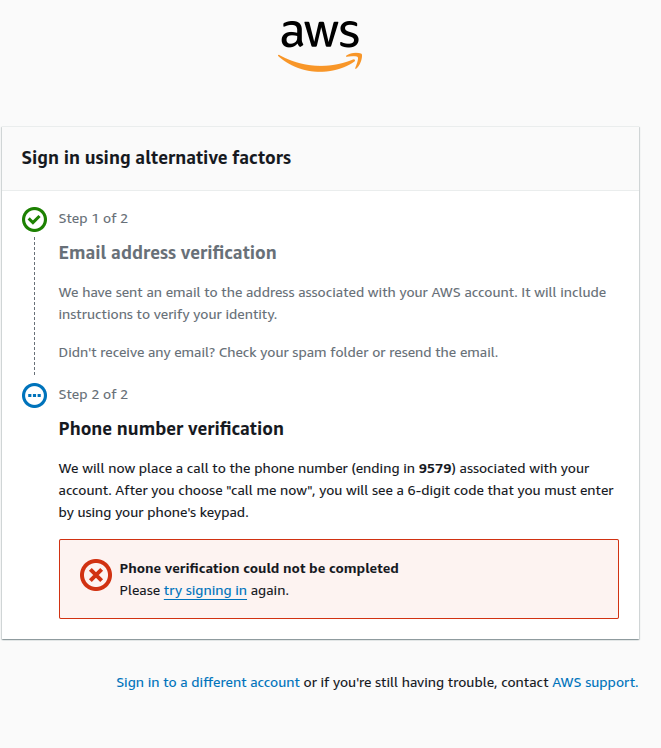 aws
Sign in using alternative factors
Step 1 of 2
Email address verification
We have sent an email to the address associated with your AWS account. It will include
instructions to verify your identity.
Didn't receive any email? Check your spam folder or resend the email.
Step 2 of 2
Phone number verification
We will now place a call to the phone number (ending in 9579) associated with your
account. After you choose "call me now", you will see a 6-digit code that you must enter
by using your phone's keypad.
Phone verification could not be completed
Please try signing in again.
Sign in to a different account or if you're still having trouble, contact AWS support.